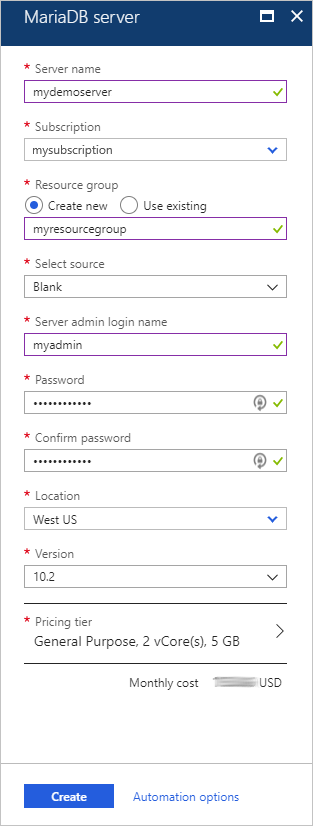 MariaDB server
* Server name
mydemoserver
* Subscription
mysubscription
* Resource group
Create new Use existing
myresourcegroup
* Select source
Blank
* Server admin login name
myadmin
* Password
••••••••••••
* Confirm password
••••••••••••
* Location
West US
* Version
10.2
* Pricing tier
General Purpose, 2 vCore(s), 5 GB
Monthly cost USD
Create Automation options